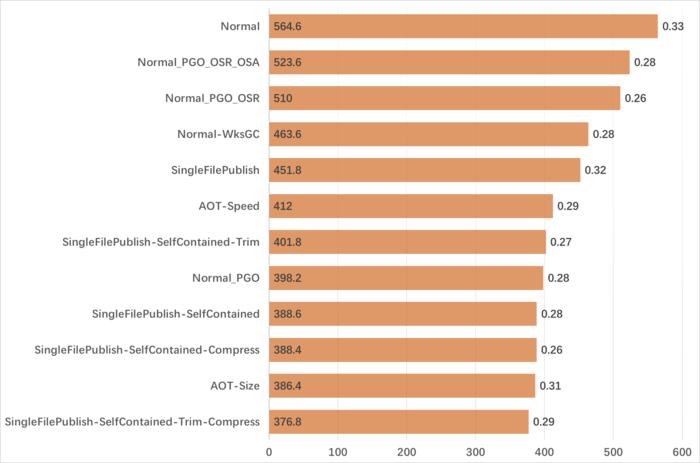 Normal 564.6 0.33
Normal_PGO_OSR_OSA 523.6 0.28
Normal_PGO_OSR 510 0.26
Normal-WksGC 463.6 0.28
SingleFilePublish 451.8 0.32
AOT-Speed 412 0.29
SingleFilePublish-SelfContained-Trim 401.8 0.27
Normal_PGO 398.2 0.28
SingleFilePublish-SelfContained 388.6 0.28
SingleFilePublish-SelfContained-Compress 388.4 0.26
AOT-Size 386.4 0.31
SingleFilePublish-SelfContained-Trim-Compress 376.8 0.29
0 100 200 300 400 500 600